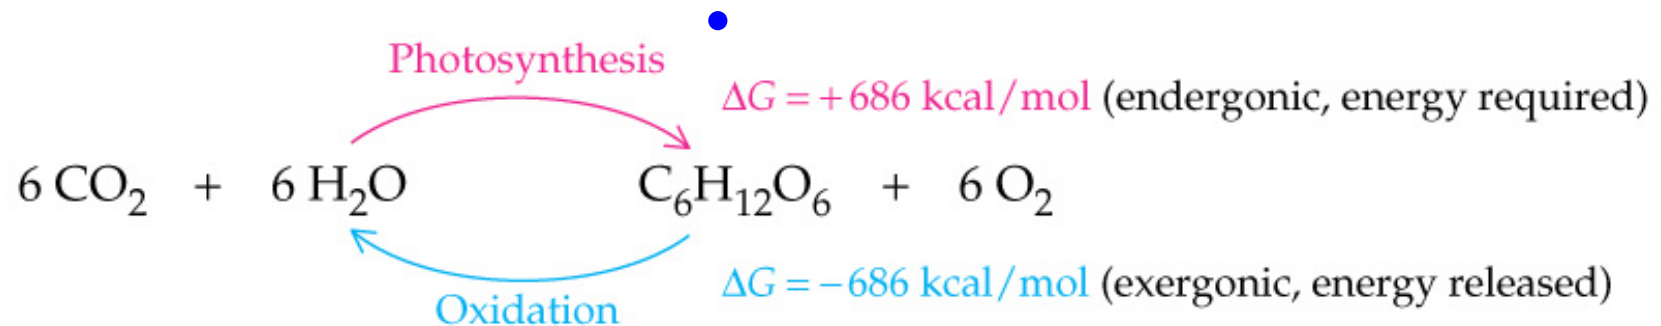 Photosynthesis
ΔG = +686 kcal/mol (endergonic, energy required)
6 CO₂ + 6 H₂O C₆H₁₂O₆ + 6 O₂
ΔG = −686 kcal/mol (exergonic, energy released)
Oxidation